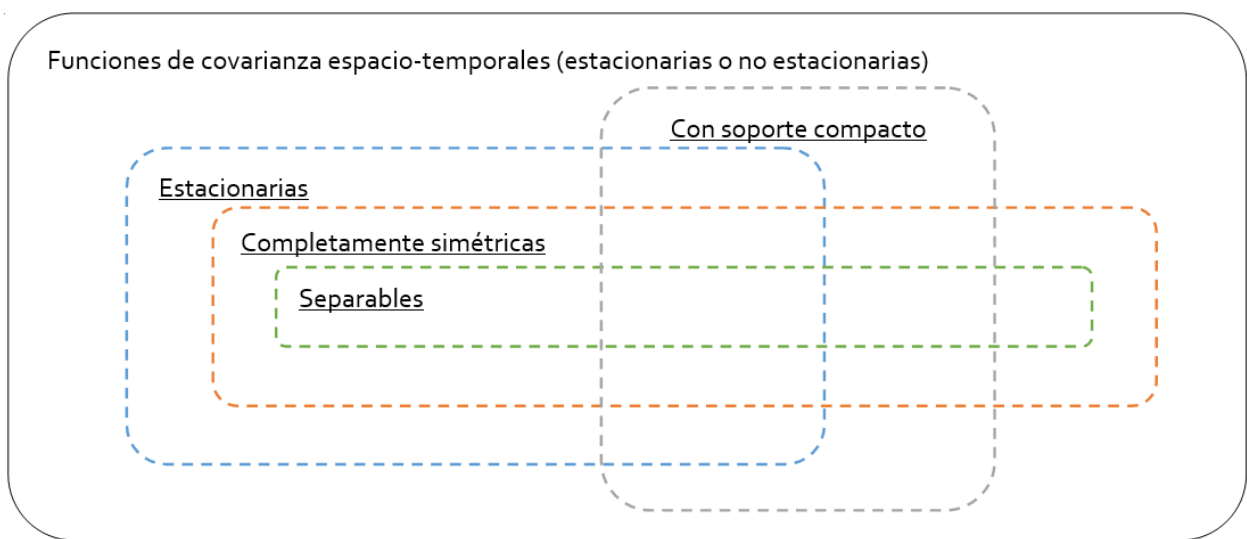 Funciones de covarianza espacio-temporales (estacionarias o no estacionarias)
Con soporte compacto
Estacionarias
Completamente simétricas
Separables